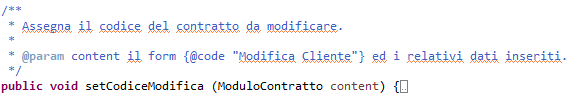 /**
* Assegna il codice del contratto da modificare.
*
* @param content il form {@code "Modifica Cliente"} ed i relativi dati inseriti.
*/
public void setCodiceModifica (ModuloContratto content) {